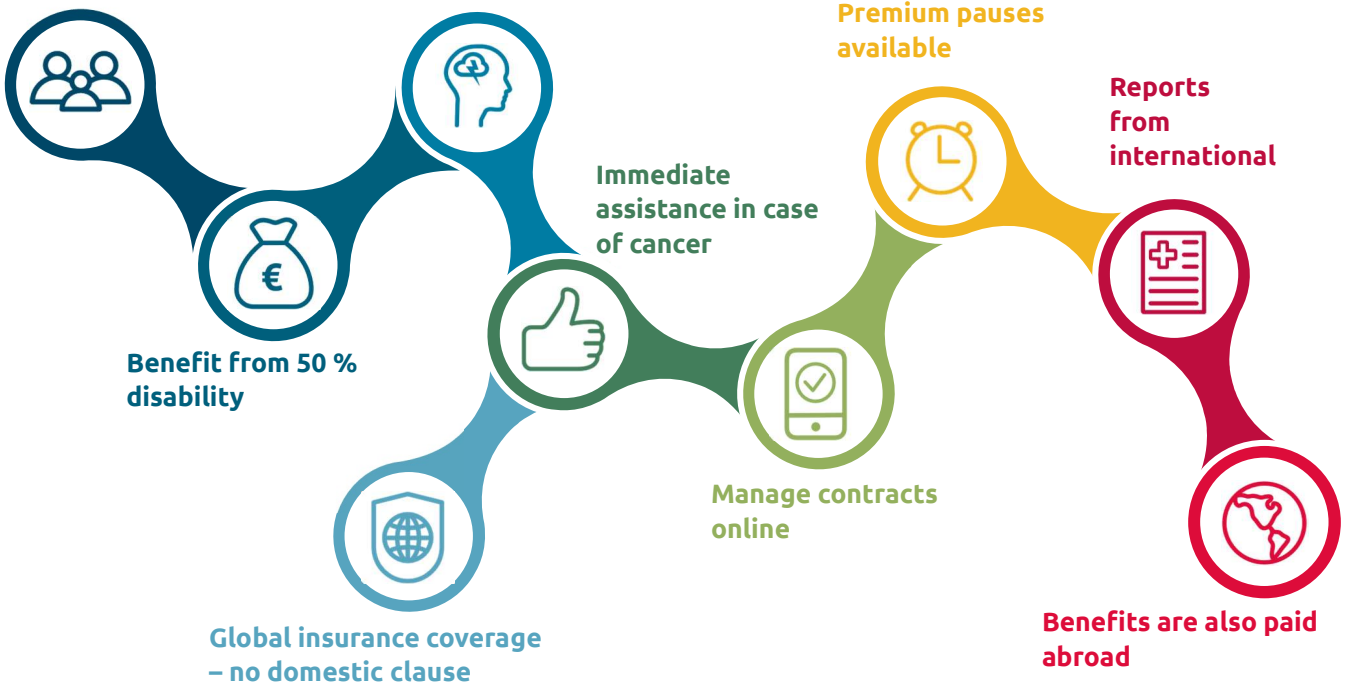 Premium pauses
available
Reports
from
international
Immediate
assistance in case
of cancer
€
Benefit from 50 %
disability
Manage contracts
online
Global insurance coverage
– no domestic clause
Benefits are also paid
abroad